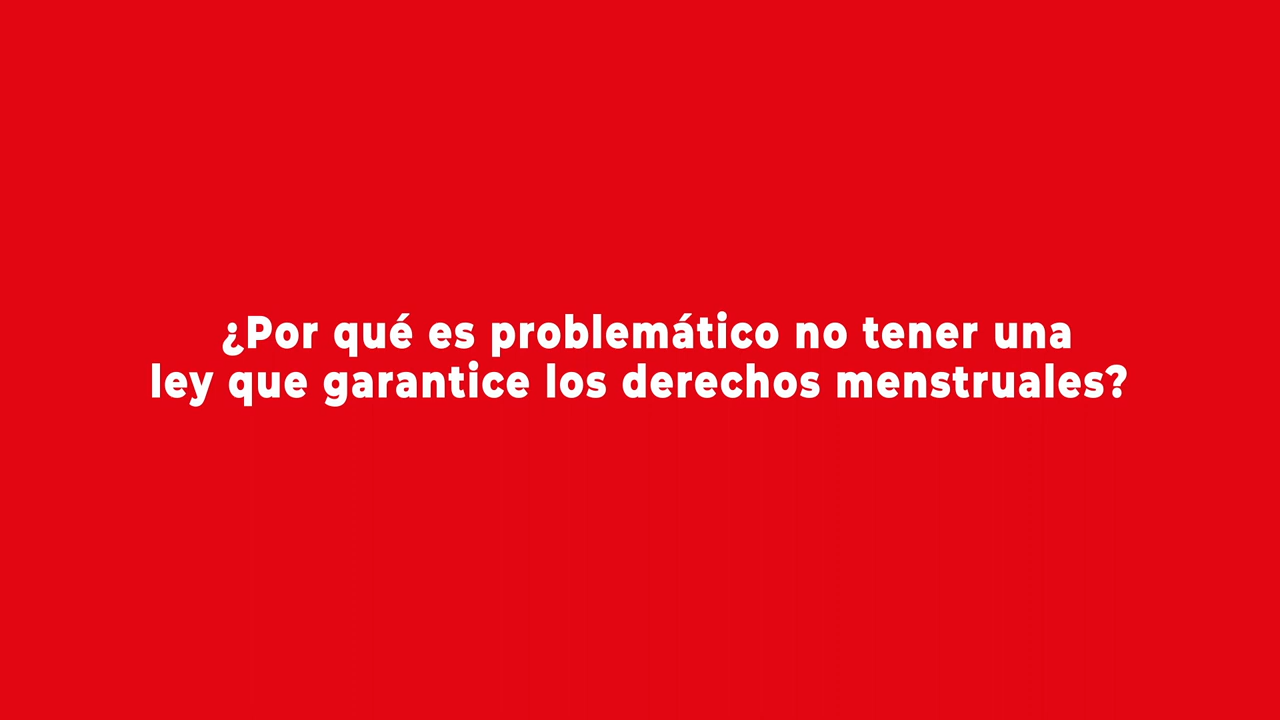 ¿Por qué es problemático no tener una
ley que garantice los derechos menstruales?